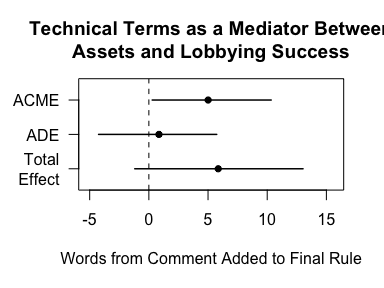 Technical Terms as a Mediator Between
Assets and Lobbying Success
ACME
ADE
Total
Effect
-5 0 5 10 15
Words from Comment Added to Final Rule